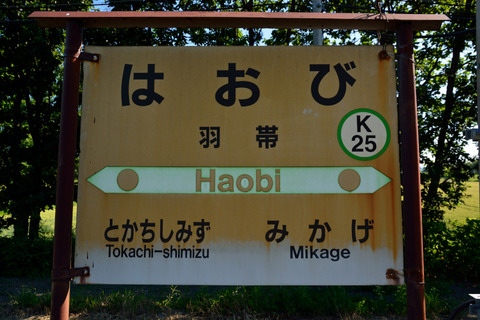 はおび
羽帯
K
25
Haobi
とかちしみず みかげ
Tokachi-shimizu Mikage